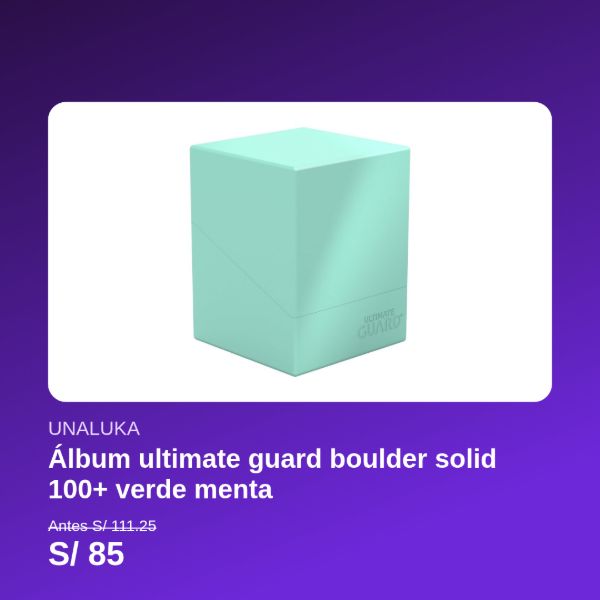 ULTIMATE
GUARD
UNALUKA
Álbum ultimate guard boulder solid
100+ verde menta
Antes S/ 111.25
S/ 85